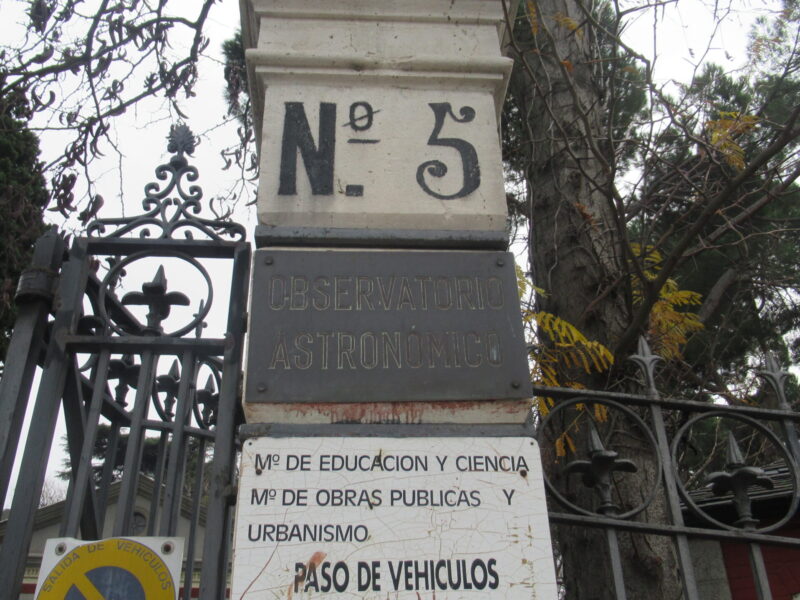 Nº 5
OBSERVATORIO
ASTRONÓMICO
Mº DE EDUCACION Y CIENCIA
Mº DE OBRAS PUBLICAS Y
URBANISMO
PASO DE VEHICULOS
SALIDA DE VEHICULOS